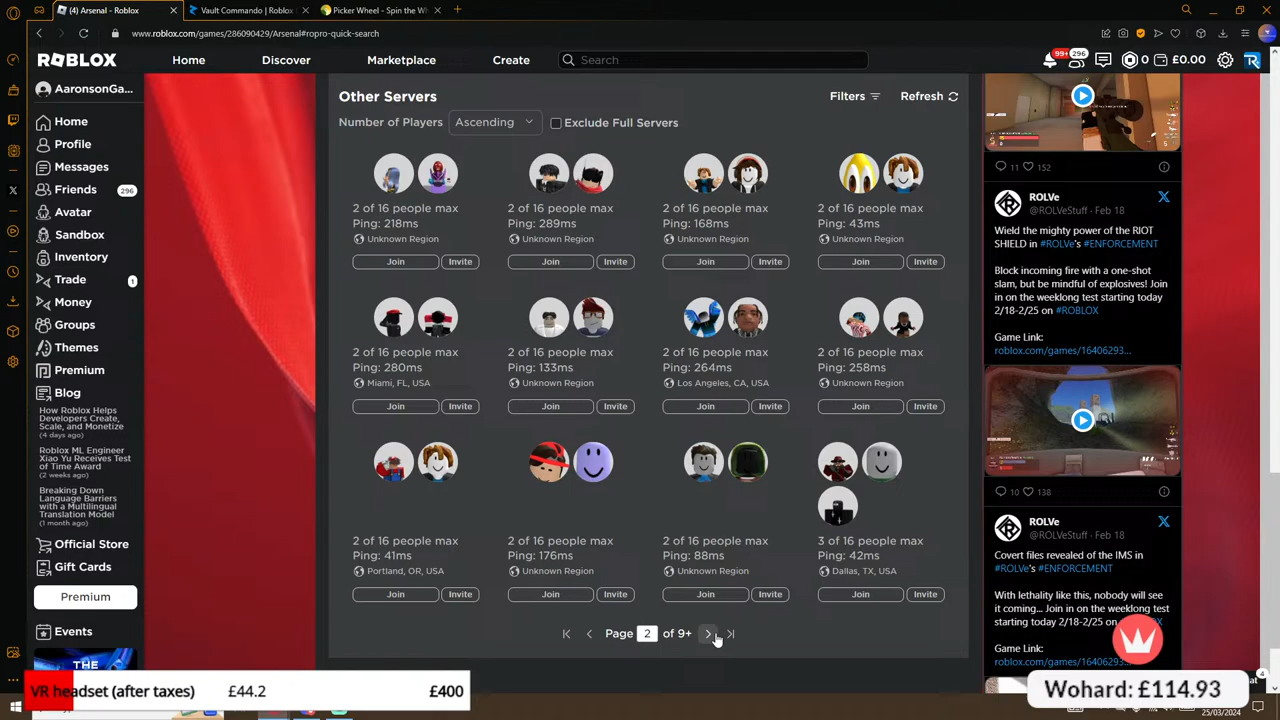 (4) Arsenal - Roblox
Vault Commando | Roblox
Picker Wheel - Spin the Wh
www.roblox.com/games/286090429/Arsenal#ropro-quick-search
ROBLOX
Home
Discover
Marketplace
Create
Search
99+
296
0
£0.00
AaronsonGa...
Home
Profile
Messages
Friends
296
Avatar
Sandbox
Inventory
Trade
1
Money
Groups
Themes
Premium
Blog
How Roblox Helps
Developers Create,
Scale, and Monetize
(4 days ago)
Roblox ML Engineer
Xiao Yu Receives Test
of Time Award
(2 weeks ago)
Breaking Down
Language Barriers
with a Multilingual
Translation Model
(1 month ago)
Official Store
Gift Cards
Premium
Events
THE
Other Servers
Filters
Refresh
Number of Players
Ascending
Exclude Full Servers
2 of 16 people max
Ping: 218ms
Unknown Region
Join
Invite
2 of 16 people max
Ping: 289ms
Unknown Region
Join
Invite
2 of 16 people max
Ping: 168ms
Unknown Region
Join
Invite
2 of 16 people max
Ping: 43ms
Unknown Region
Join
Invite
2 of 16 people max
Ping: 280ms
Miami, FL, USA
Join
Invite
2 of 16 people max
Ping: 133ms
Unknown Region
Join
Invite
2 of 16 people max
Ping: 264ms
Los Angeles, CA, USA
Join
Invite
2 of 16 people max
Ping: 258ms
Unknown Region
Join
Invite
2 of 16 people max
Ping: 41ms
Portland, OR, USA
Join
Invite
2 of 16 people max
Ping: 176ms
Unknown Region
Join
Invite
2 of 16 people max
Ping: 88ms
Unknown Region
Join
Invite
3 of 16 people max
Ping: 42ms
Dallas, TX, USA
Join
Invite
Page 2 of 9+
11
152
ROLVe
@ROLVeStuff · Feb 18
Wield the mighty power of the RIOT
SHIELD in #ROLVe's #ENFORCEMENT
Block incoming fire with a one-shot
slam, but be mindful of explosives! Join
in on the weeklong test starting today
2/18-2/25 on #ROBLOX
Game Link:
roblox.com/games/16406293...
10
138
ROLVe
@ROLVeStuff · Feb 18
Covert files revealed of the IMS in
#ROLVe's #ENFORCEMENT
With lethality like this, nobody will see
it coming... Join in on the weeklong test
starting today 2/18-2/25 on
Game Link:
roblox.com/games/16406293
VR headset (after taxes)
£44.2
£400
Wohard: £114.93
4
25/03/2024